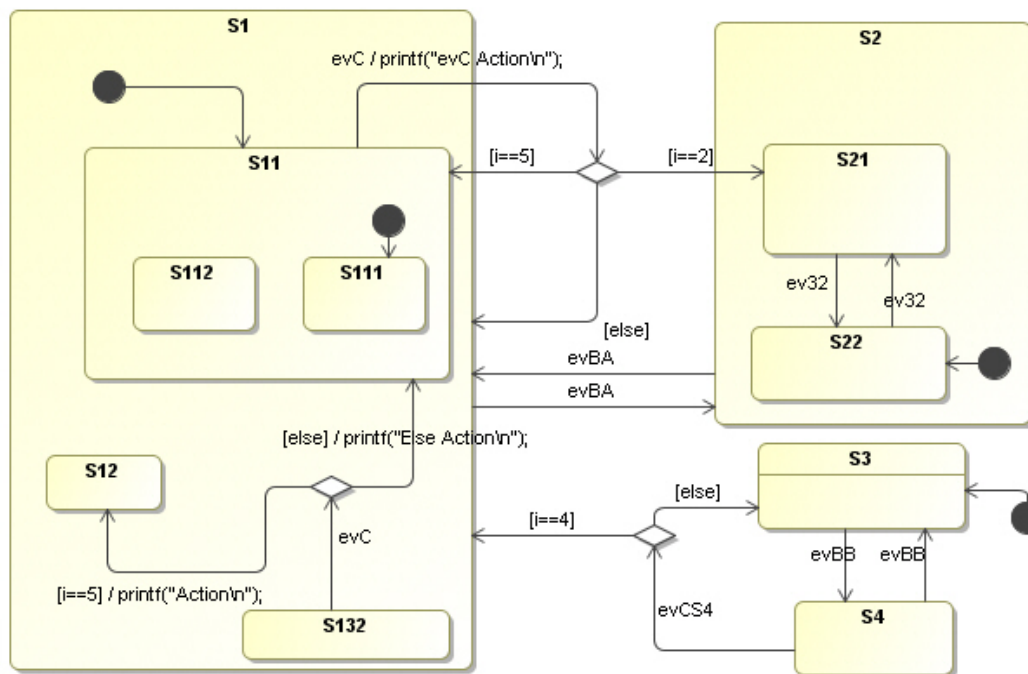 S1
S2
evC / printf("evC Action\n");
S11
[i==5]
[i==2]
S21
S112
S111
ev32
ev32
[else]
S22
evBA
evBA
[else] / printf("Else Action\n");
S12
S3
[else]
[i==4]
evC
evBB
evBB
[i==5] / printf("Action\n");
evCS4
S132
S4